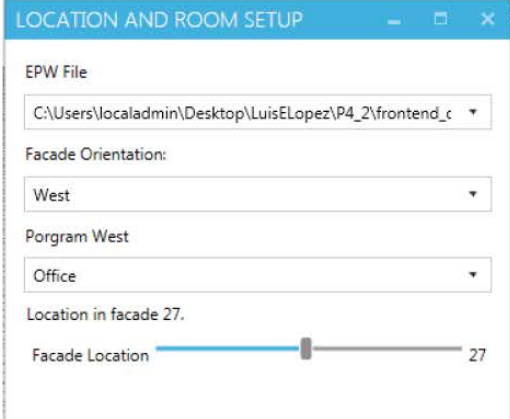 LOCATION AND ROOM SETUP
EPW File
C:\Users\localadmin\Desktop\LuisELopez\P4_2\frontend_c
Facade Orientation:
West
Porgram West
Office
Location in facade 27.
Facade Location 27